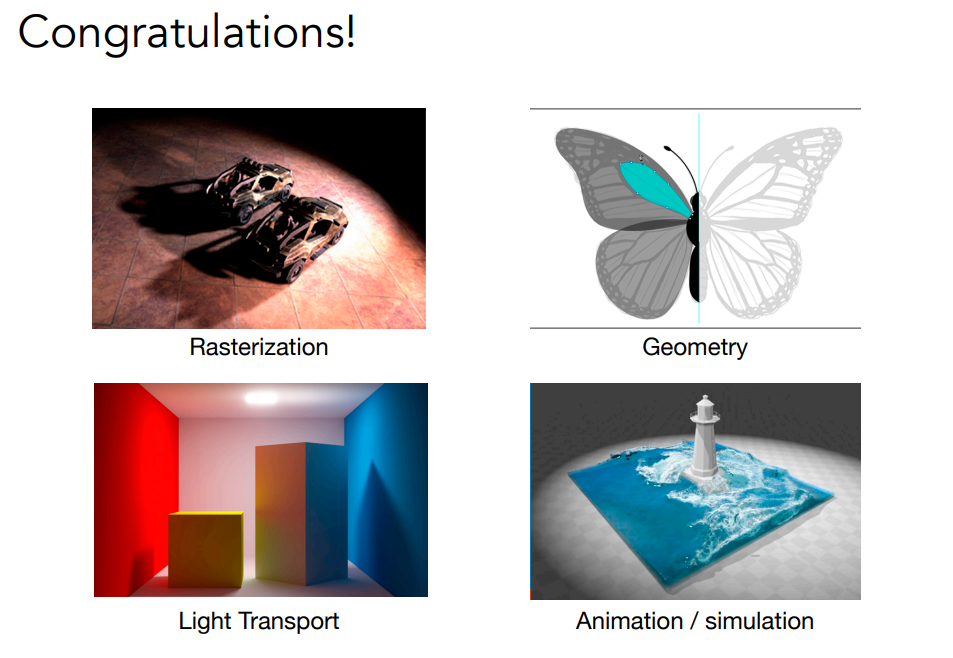 Congratulations!
Rasterization
Geometry
Light Transport
Animation / simulation